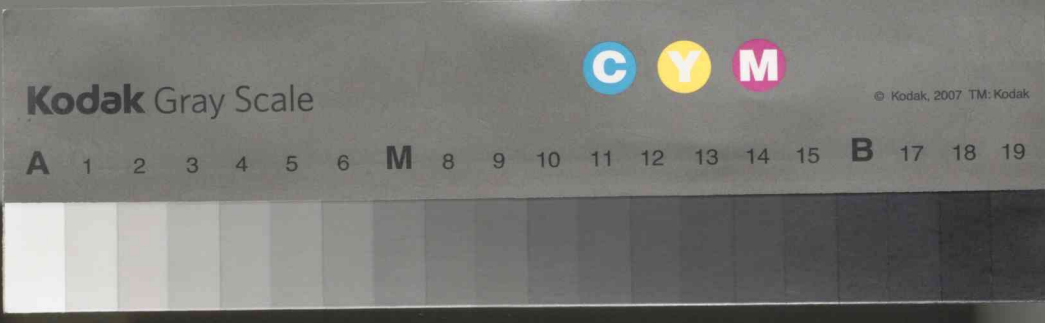 C Y M
Kodak Gray Scale
© Kodak, 2007 TM: Kodak
A 1 2 3 4 5 6 M 8 9 10 11 12 13 14 15 B 17 18 19